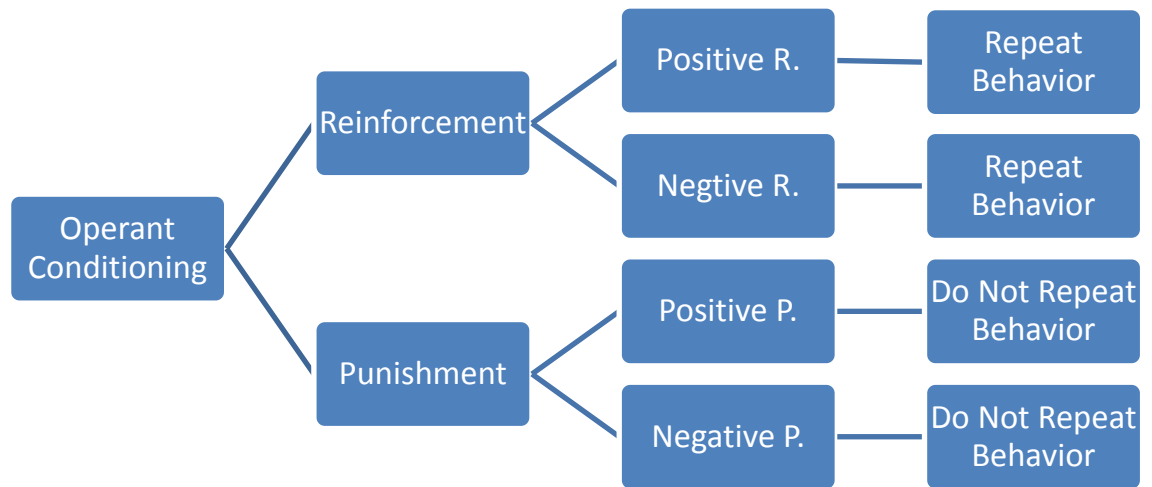 Operant
Conditioning
Reinforcement
Positive R.
Repeat
Behavior
Negtive R.
Repeat
Behavior
Punishment
Positive P.
Do Not Repeat
Behavior
Negative P.
Do Not Repeat
Behavior